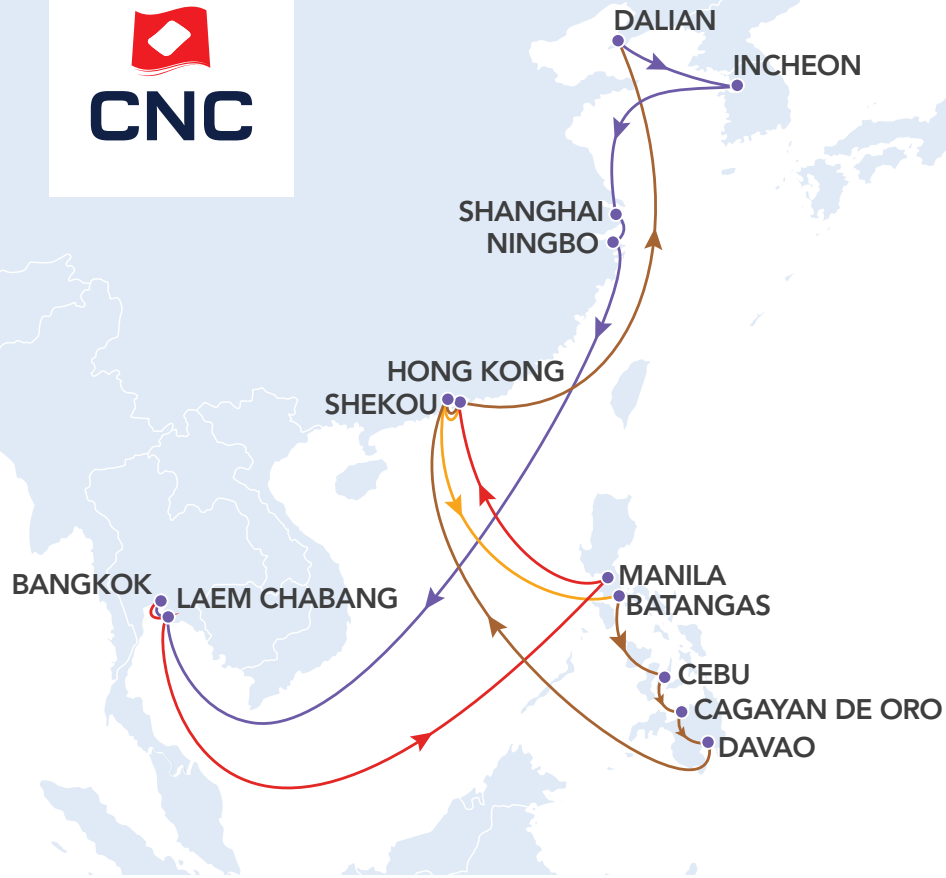 DALIAN
INCHEON
CNC
SHANGHAI
NINGBO
HONG KONG
SHEKOU
BANGKOK
LAEM CHABANG
MANILA
BATANGAS
CEBU
CAGAYAN DE ORO
DAVAO